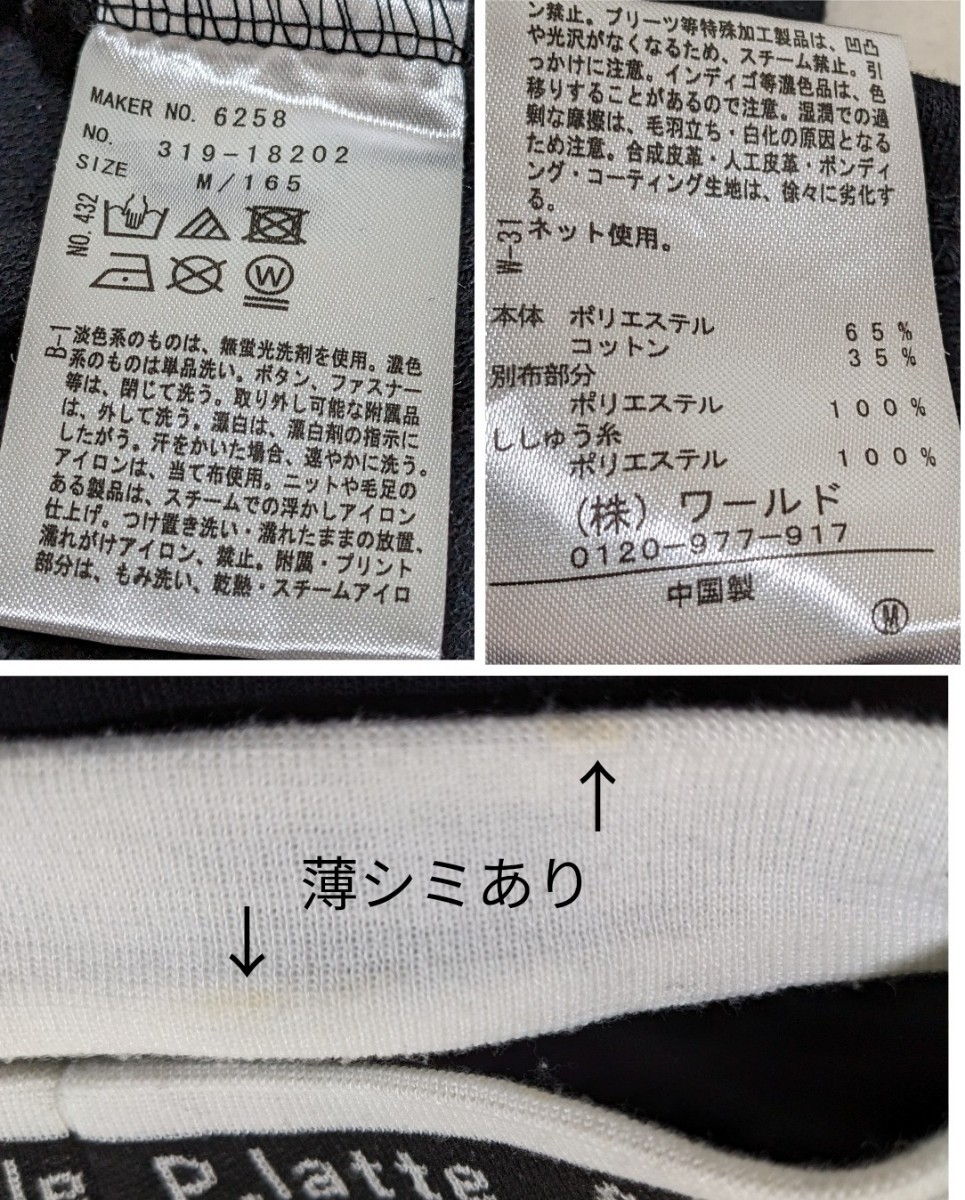 MAKER NO. 6258
NO. 319-18202
SIZE M/165
NO. 432
W
B-1
淡色系のものは、無蛍光洗剤を使用。濃色
系のものは単品洗い。ボタン、ファスナー
等は、閉じて洗う。取り外し可能な附属品
は、外して洗う。漂白は、漂白剤の指示に
したがう。汗をかいた場合、速やかに洗う。
アイロンは、当て布使用。ニットや毛足の
ある製品は、スチームでの浮かしアイロン
仕上げ。つけ置き洗い・濡れたままの放置、
濡れがけアイロン、禁止。附属・プリント
部分は、もみ洗い、乾熱・スチームアイロ
ン禁止。プリーツ等特殊加工製品は、凹凸
や光沢がなくなるため、スチーム禁止。引
っかけに注意。インディゴ等濃色品は、色
移りすることがあるので注意。湿潤での過
剰な摩擦は、毛羽立ち・白化の原因となる
ため注意。合成皮革・人工皮革・ボンディ
ング・コーティング生地は、徐々に劣化す
る。
W-31
ネット使用。
本体 ポリエステル 65%
コットン 35%
別布部分
ポリエステル 100%
ししゅう糸
ポリエステル 100%
(株) ワールド
0120-977-917
中国製
M
↑
薄シミあり
↓
le P.latte